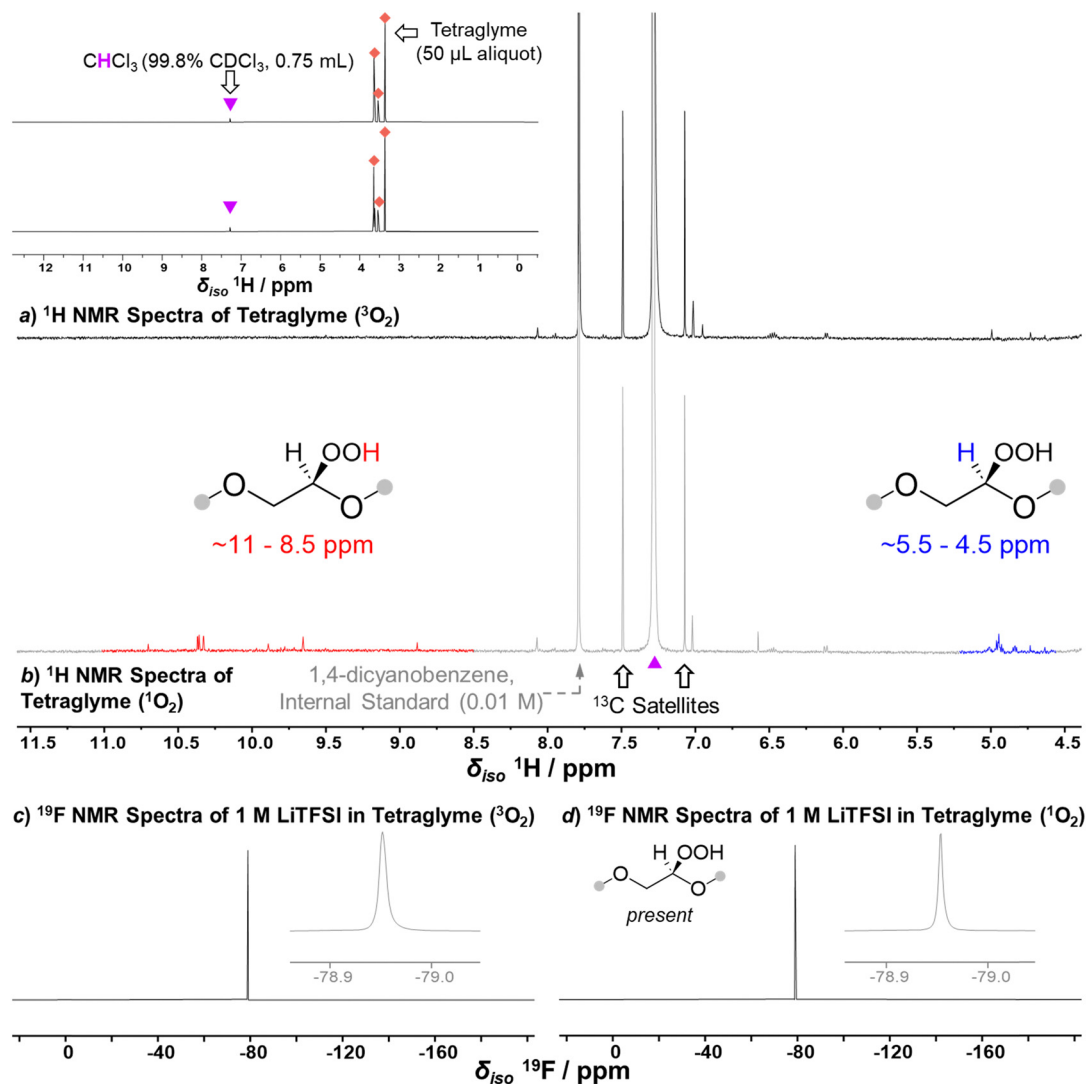 CHCl₃ (99.8% CDCl₃, 0.75 mL)
Tetraglyme
(50 µL aliquot)
12 11 10 9 8 7 6 5 4 3 2 1 0
δiso ¹H / ppm
a) ¹H NMR Spectra of Tetraglyme (³O₂)
H OOH
O
O
~11 - 8.5 ppm
H OOH
O
O
~5.5 - 4.5 ppm
b) ¹H NMR Spectra of
Tetraglyme (¹O₂)
1,4-dicyanobenzene,
Internal Standard (0.01 M)
¹³C Satellites
11.5 11.0 10.5 10.0 9.5 9.0 8.5 8.0 7.5 7.0 6.5 6.0 5.5 5.0 4.5
δiso ¹H / ppm
c) ¹⁹F NMR Spectra of 1 M LiTFSI in Tetraglyme (³O₂)
-78.9 -79.0
0 -40 -80 -120 -160
d) ¹⁹F NMR Spectra of 1 M LiTFSI in Tetraglyme (¹O₂)
H OOH
O
O
present
-78.9 -79.0
0 -40 -80 -120 -160
δiso ¹⁹F / ppm